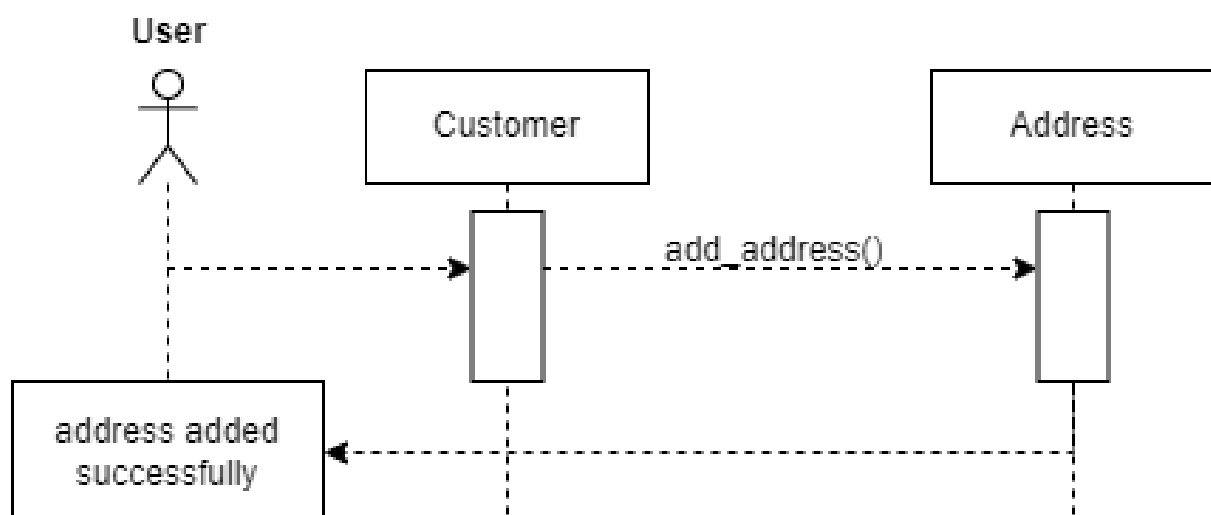 User
Customer
Address
add_address()
address added
successfully